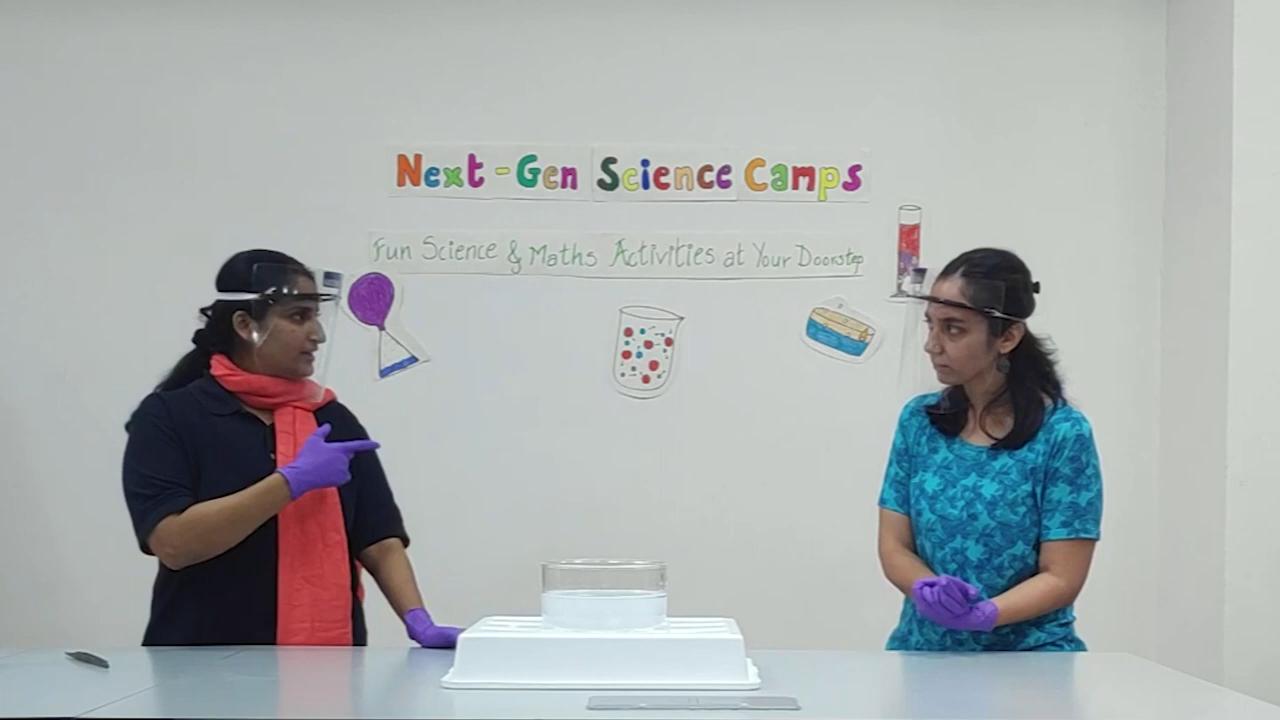 Next-Gen Science Camps
Fun Science & Maths Activities at Your Doorstep